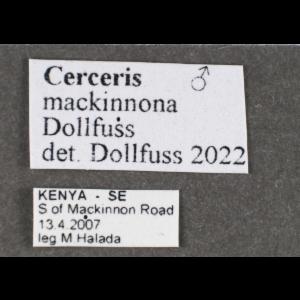 Cerceris ♂
mackinnona
Dollfuss
det. Dollfuss 2022
KENYA - SE
S of Mackinnon Road
13.4.2007
leg M Halada